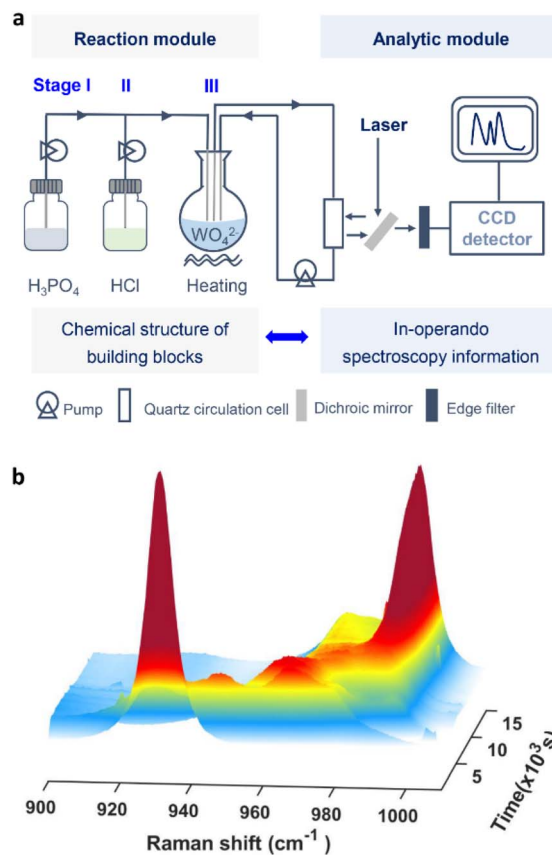 a
Reaction module
Analytic module
Stage I
II
III
Laser
WO₄²⁻
CCD
detector
H₃PO₄
HCl
Heating
Chemical structure of
building blocks
In-operando
spectroscopy information
Pump
Quartz circulation cell
Dichroic mirror
Edge filter
b
15
10
5
Time(x10³s)
900
920
940
960
980
1000
Raman shift (cm⁻¹)